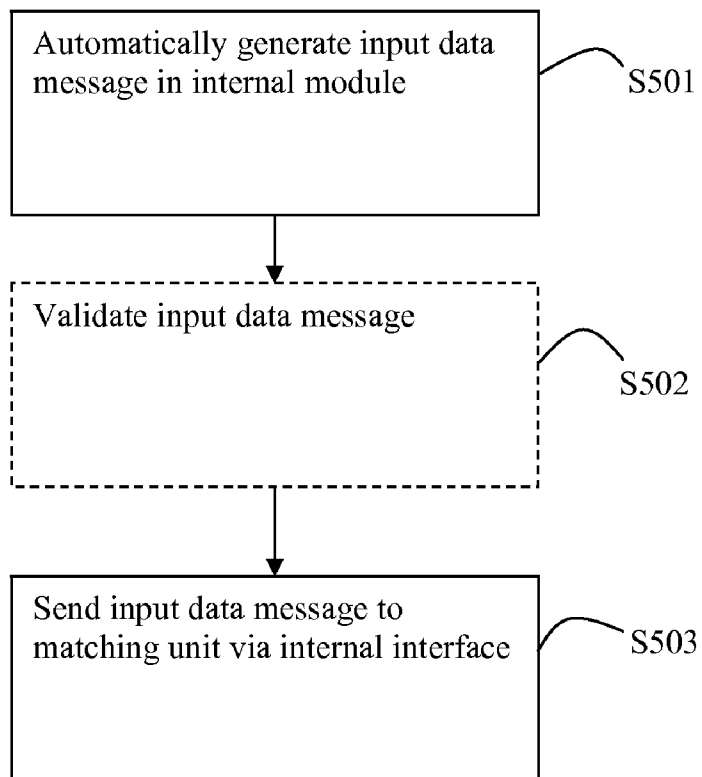 Automatically generate input data
message in internal module
S501
Validate input data message
S502
Send input data message to
matching unit via internal interface
S503